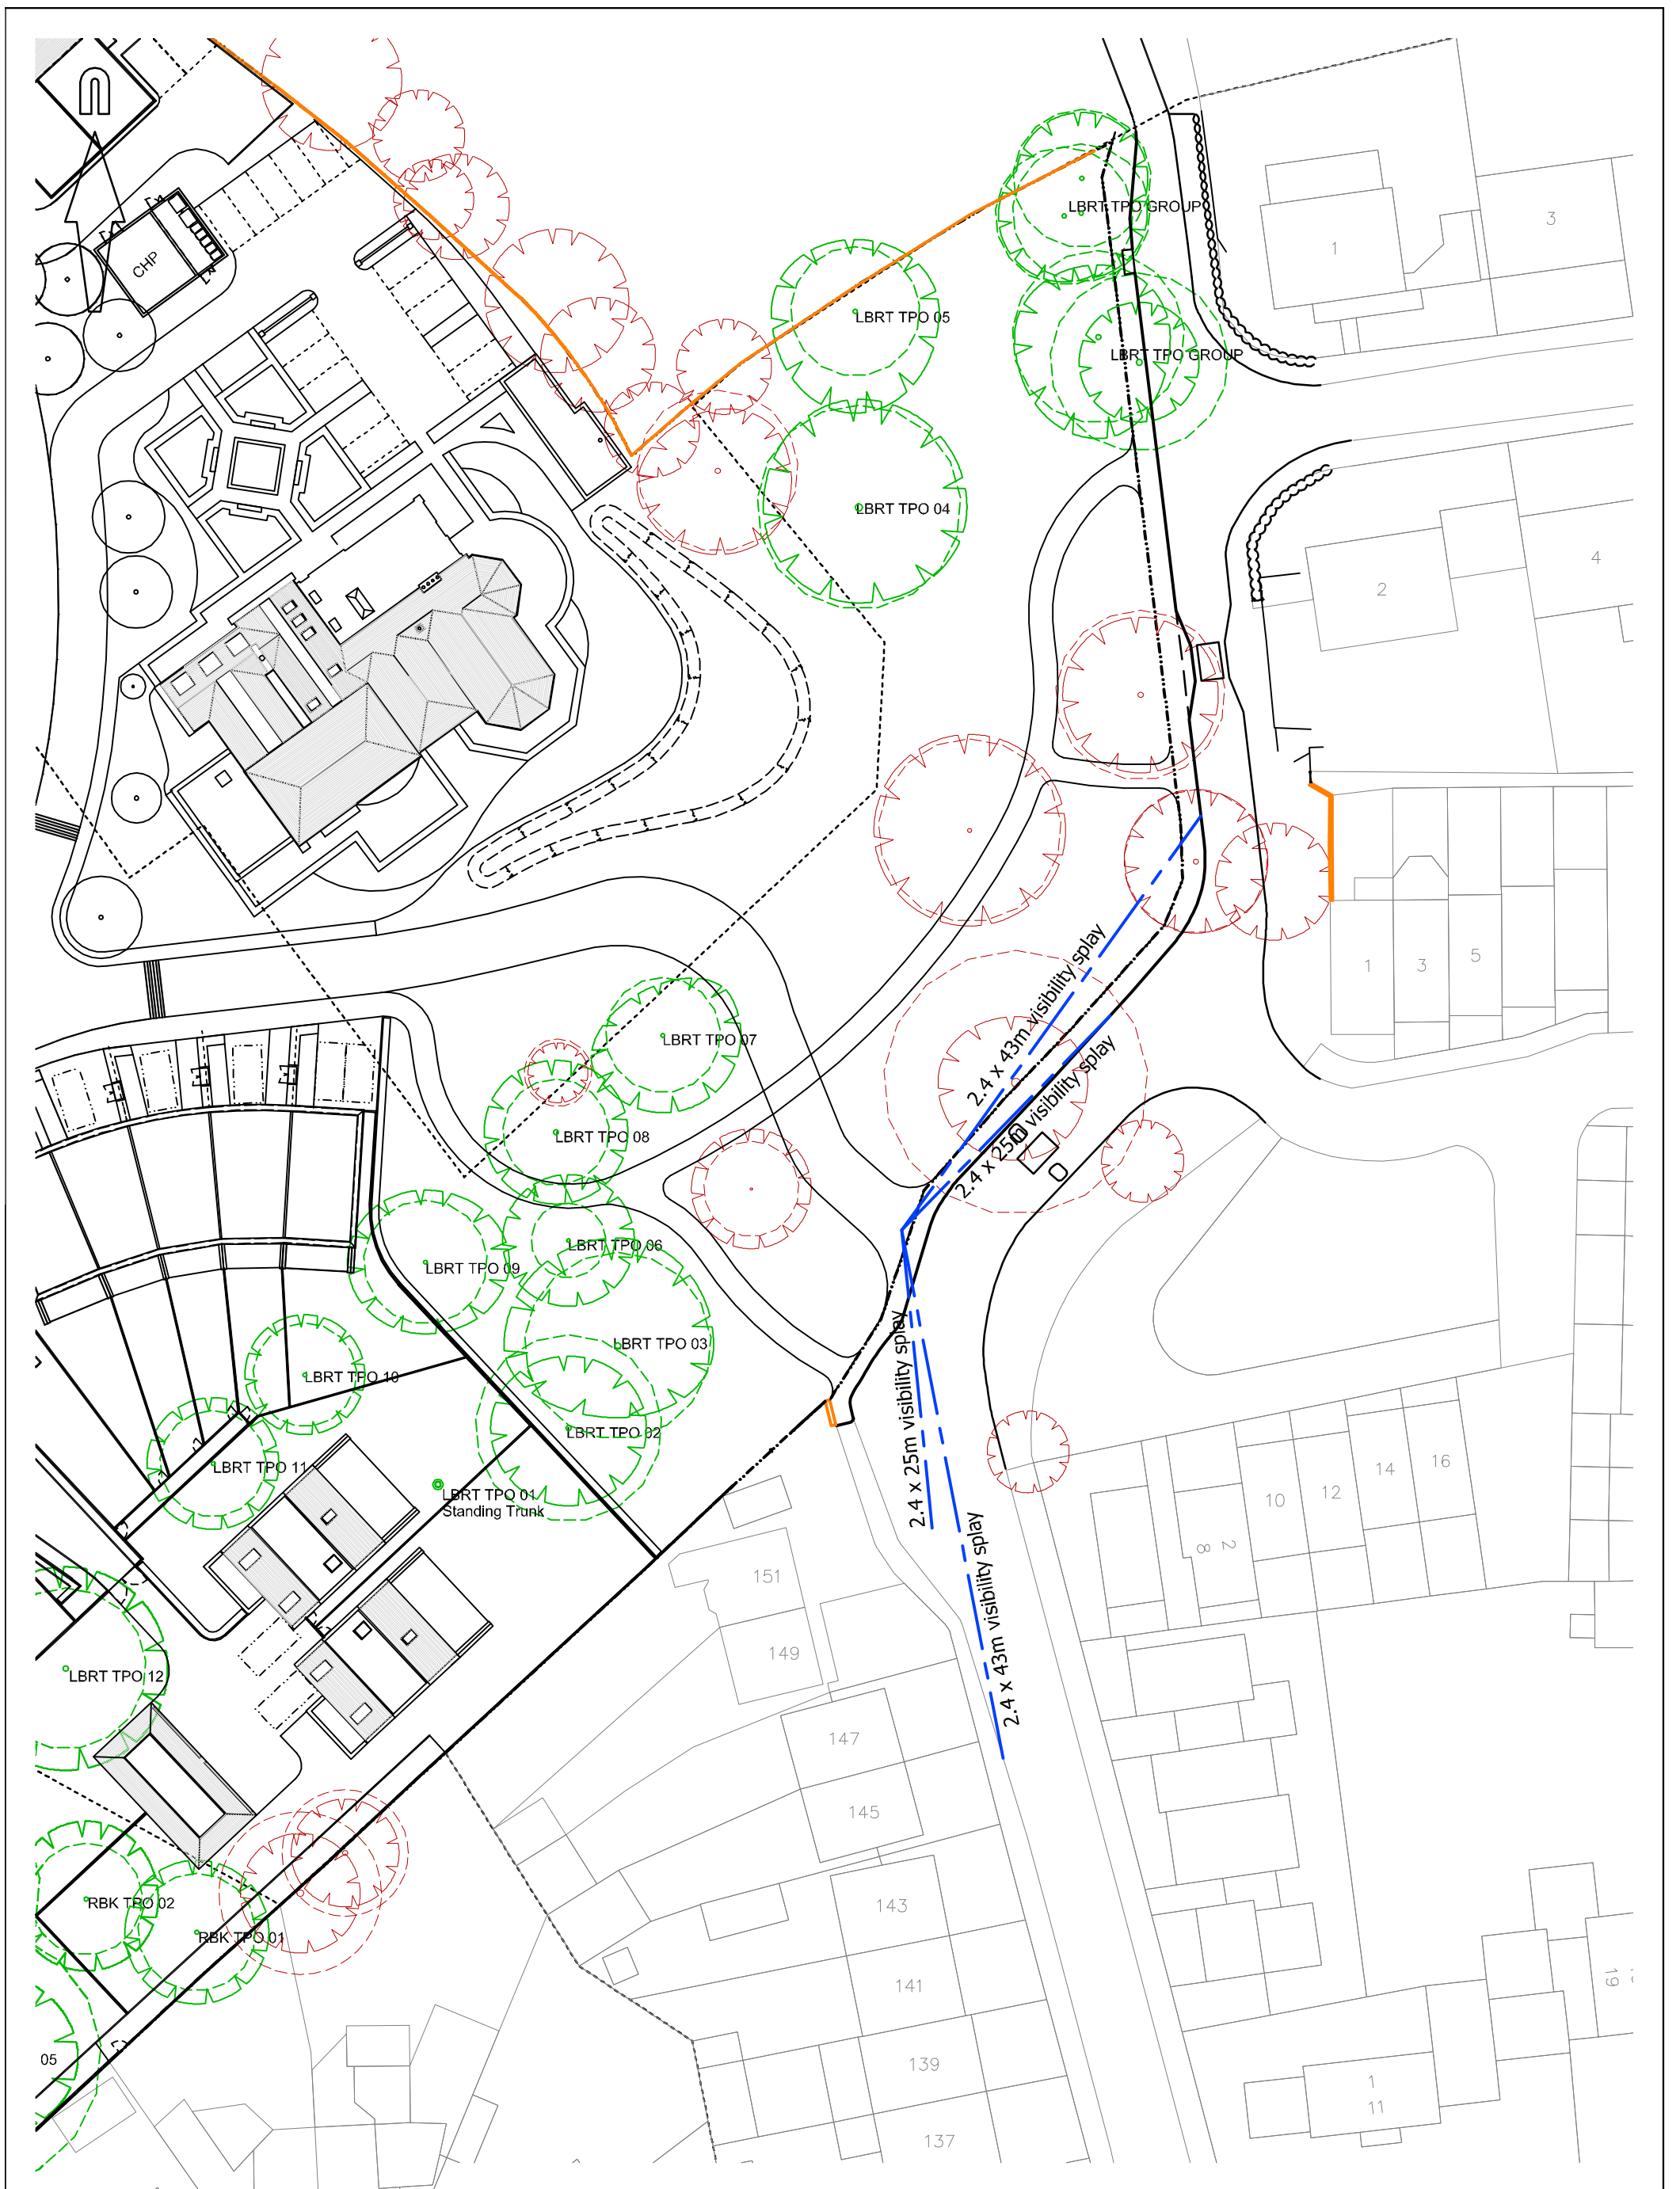 CHP
LBRT TPO GROUP
1
3
LBRT TPO 05
LBRT TPO GROUP
LBRT TPO 04
2
4
2.4 x 43m visibility splay
1
3
5
LBRT TPO 07
2.4 x 25m visibility splay
LBRT TPO 08
LBRT TPO 06
LBRT TPO 09
LBRT TPO 03
LBRT TPO 10
LBRT TPO 02
2.4 x 25m visibility splay
LBRT TPO 11
LBRT TPO 01
Standing Trunk
2.4 x 43m visibility splay
8
2
10
12
14
16
151
149
LBRT TPO 12
147
145
RBK TPO 02
RBK TPO 01
143
141
19
05
139
137
1
11